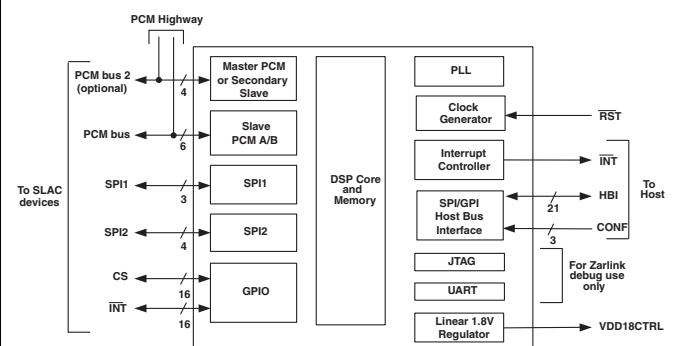 PCM Highway
PCM bus 2
(optional)
4
Master PCM
or Secondary
Slave
PCM bus
6
Slave
PCM A/B
To SLAC
devices
SPI1
3
SPI1
SPI2
4
SPI2
CS
16
INT
16
GPIO
DSP Core
and
Memory
PLL
Clock
Generator
RST
Interrupt
Controller
INT
SPI/GPI
Host Bus
Interface
21
HBI
3
CONF
To
Host
JTAG
UART
For Zarlink
debug use
only
Linear 1.8V
Regulator
VDD18CTRL